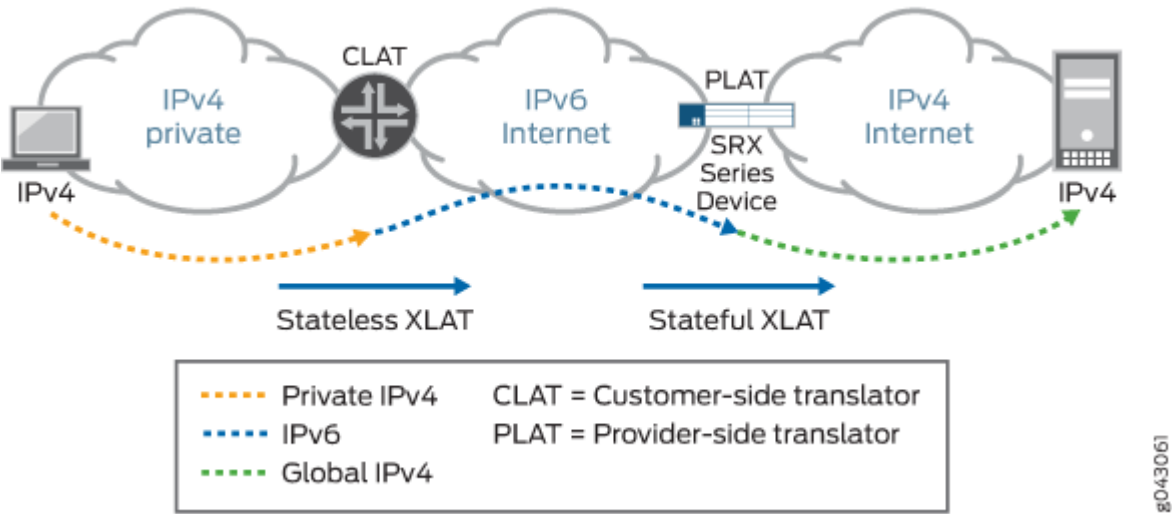 CLAT
IPv4
private
IPv6
Internet
PLAT
IPv4
Internet
SRX
Series
Device
IPv4
IPv4
Stateless XLAT
Stateful XLAT
Private IPv4
CLAT = Customer-side translator
IPv6
PLAT = Provider-side translator
Global IPv4
g043061